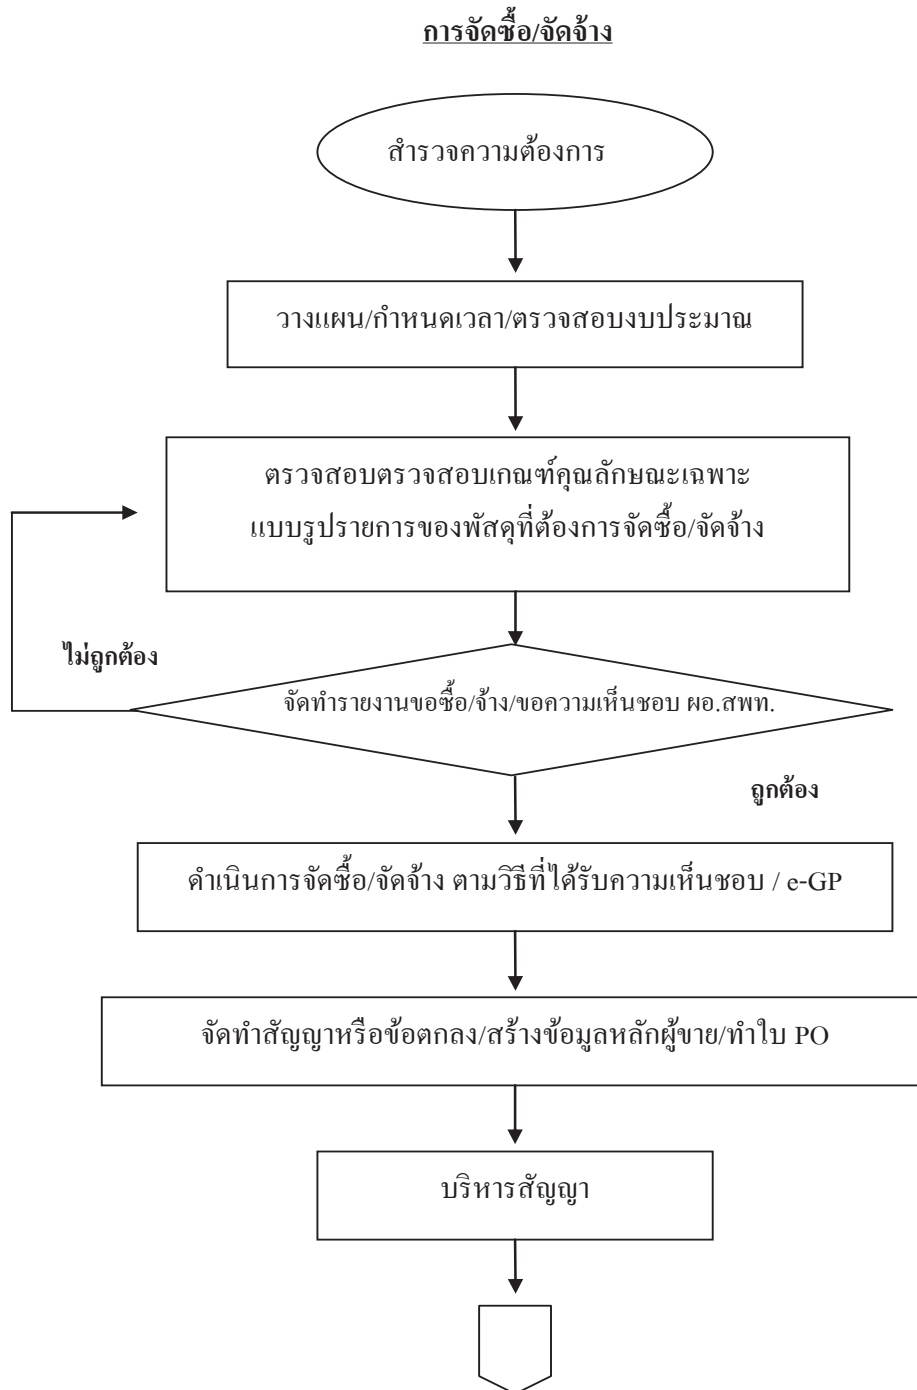 การจัดซื้อ/จัดจ้าง
สำรวจความต้องการ
วางแผน/กำหนดเวลา/ตรวจสอบงบประมาณ
ตรวจสอบตรวจสอบเกณฑ์คุณลักษณะเฉพาะ
แบบรูปรายการของพัสดุที่ต้องการจัดซื้อ/จัดจ้าง
ไม่ถูกต้อง
จัดทำรายงานขอซื้อ/จ้าง/ขอความเห็นชอบ ผอ.สพท.
ถูกต้อง
ดำเนินการจัดซื้อ/จัดจ้าง ตามวิธีที่ได้รับความเห็นชอบ / e-GP
จัดทำสัญญาหรือข้อตกลง/สร้างข้อมูลหลักผู้ขาย/ทำใบ PO
บริหารสัญญา